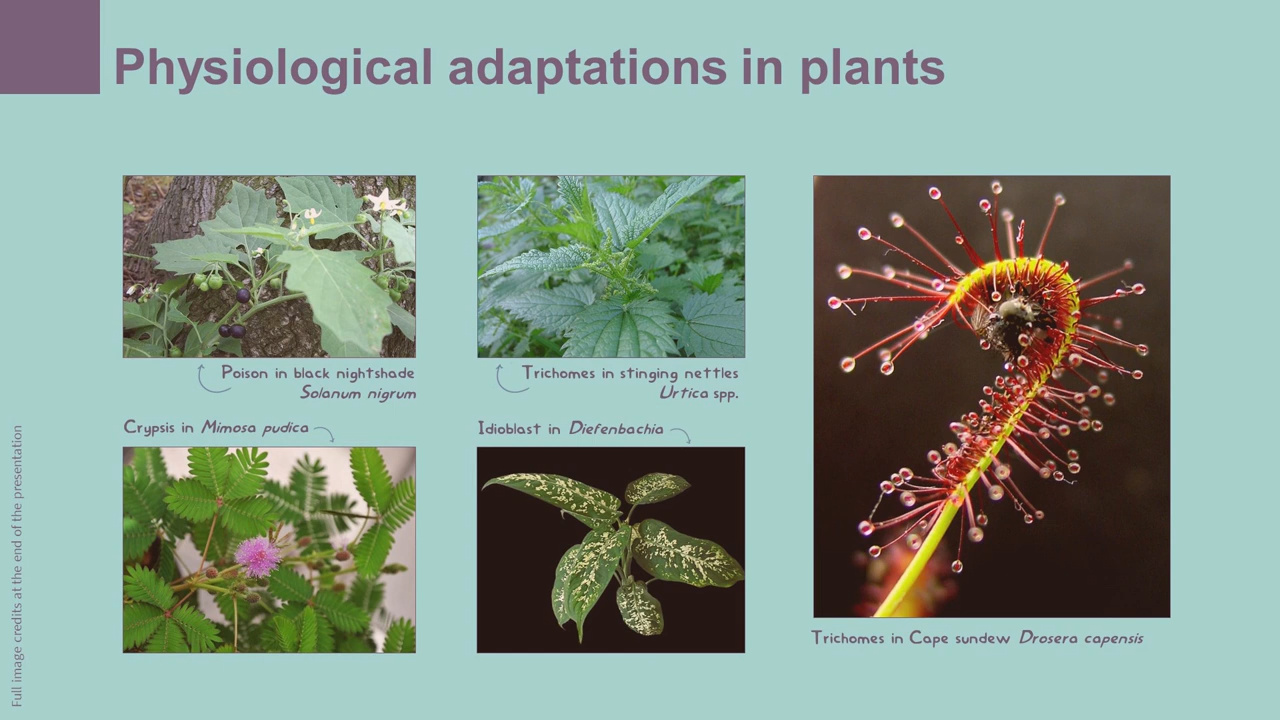 Physiological adaptations in plants
Poison in black nightshade
Solanum nigrum
Trichomes in stinging nettles
Urtica spp.
Crypsis in Mimosa pudica
Idioblast in Diefenbachia
Trichomes in Cape sundew Drosera capensis
Full image credits at the end of the presentation